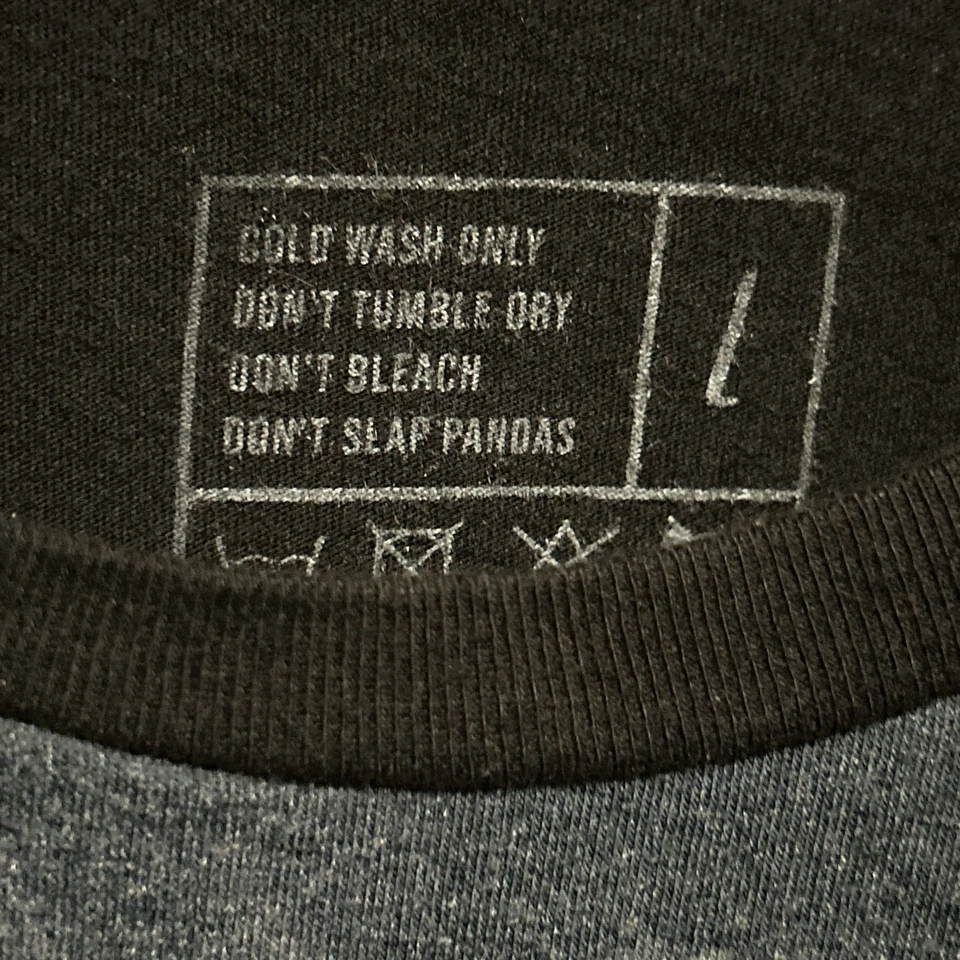 COLD WASH ONLY
DON'T TUMBLE DRY
DON'T BLEACH
DON'T SLAP PANDAS
L